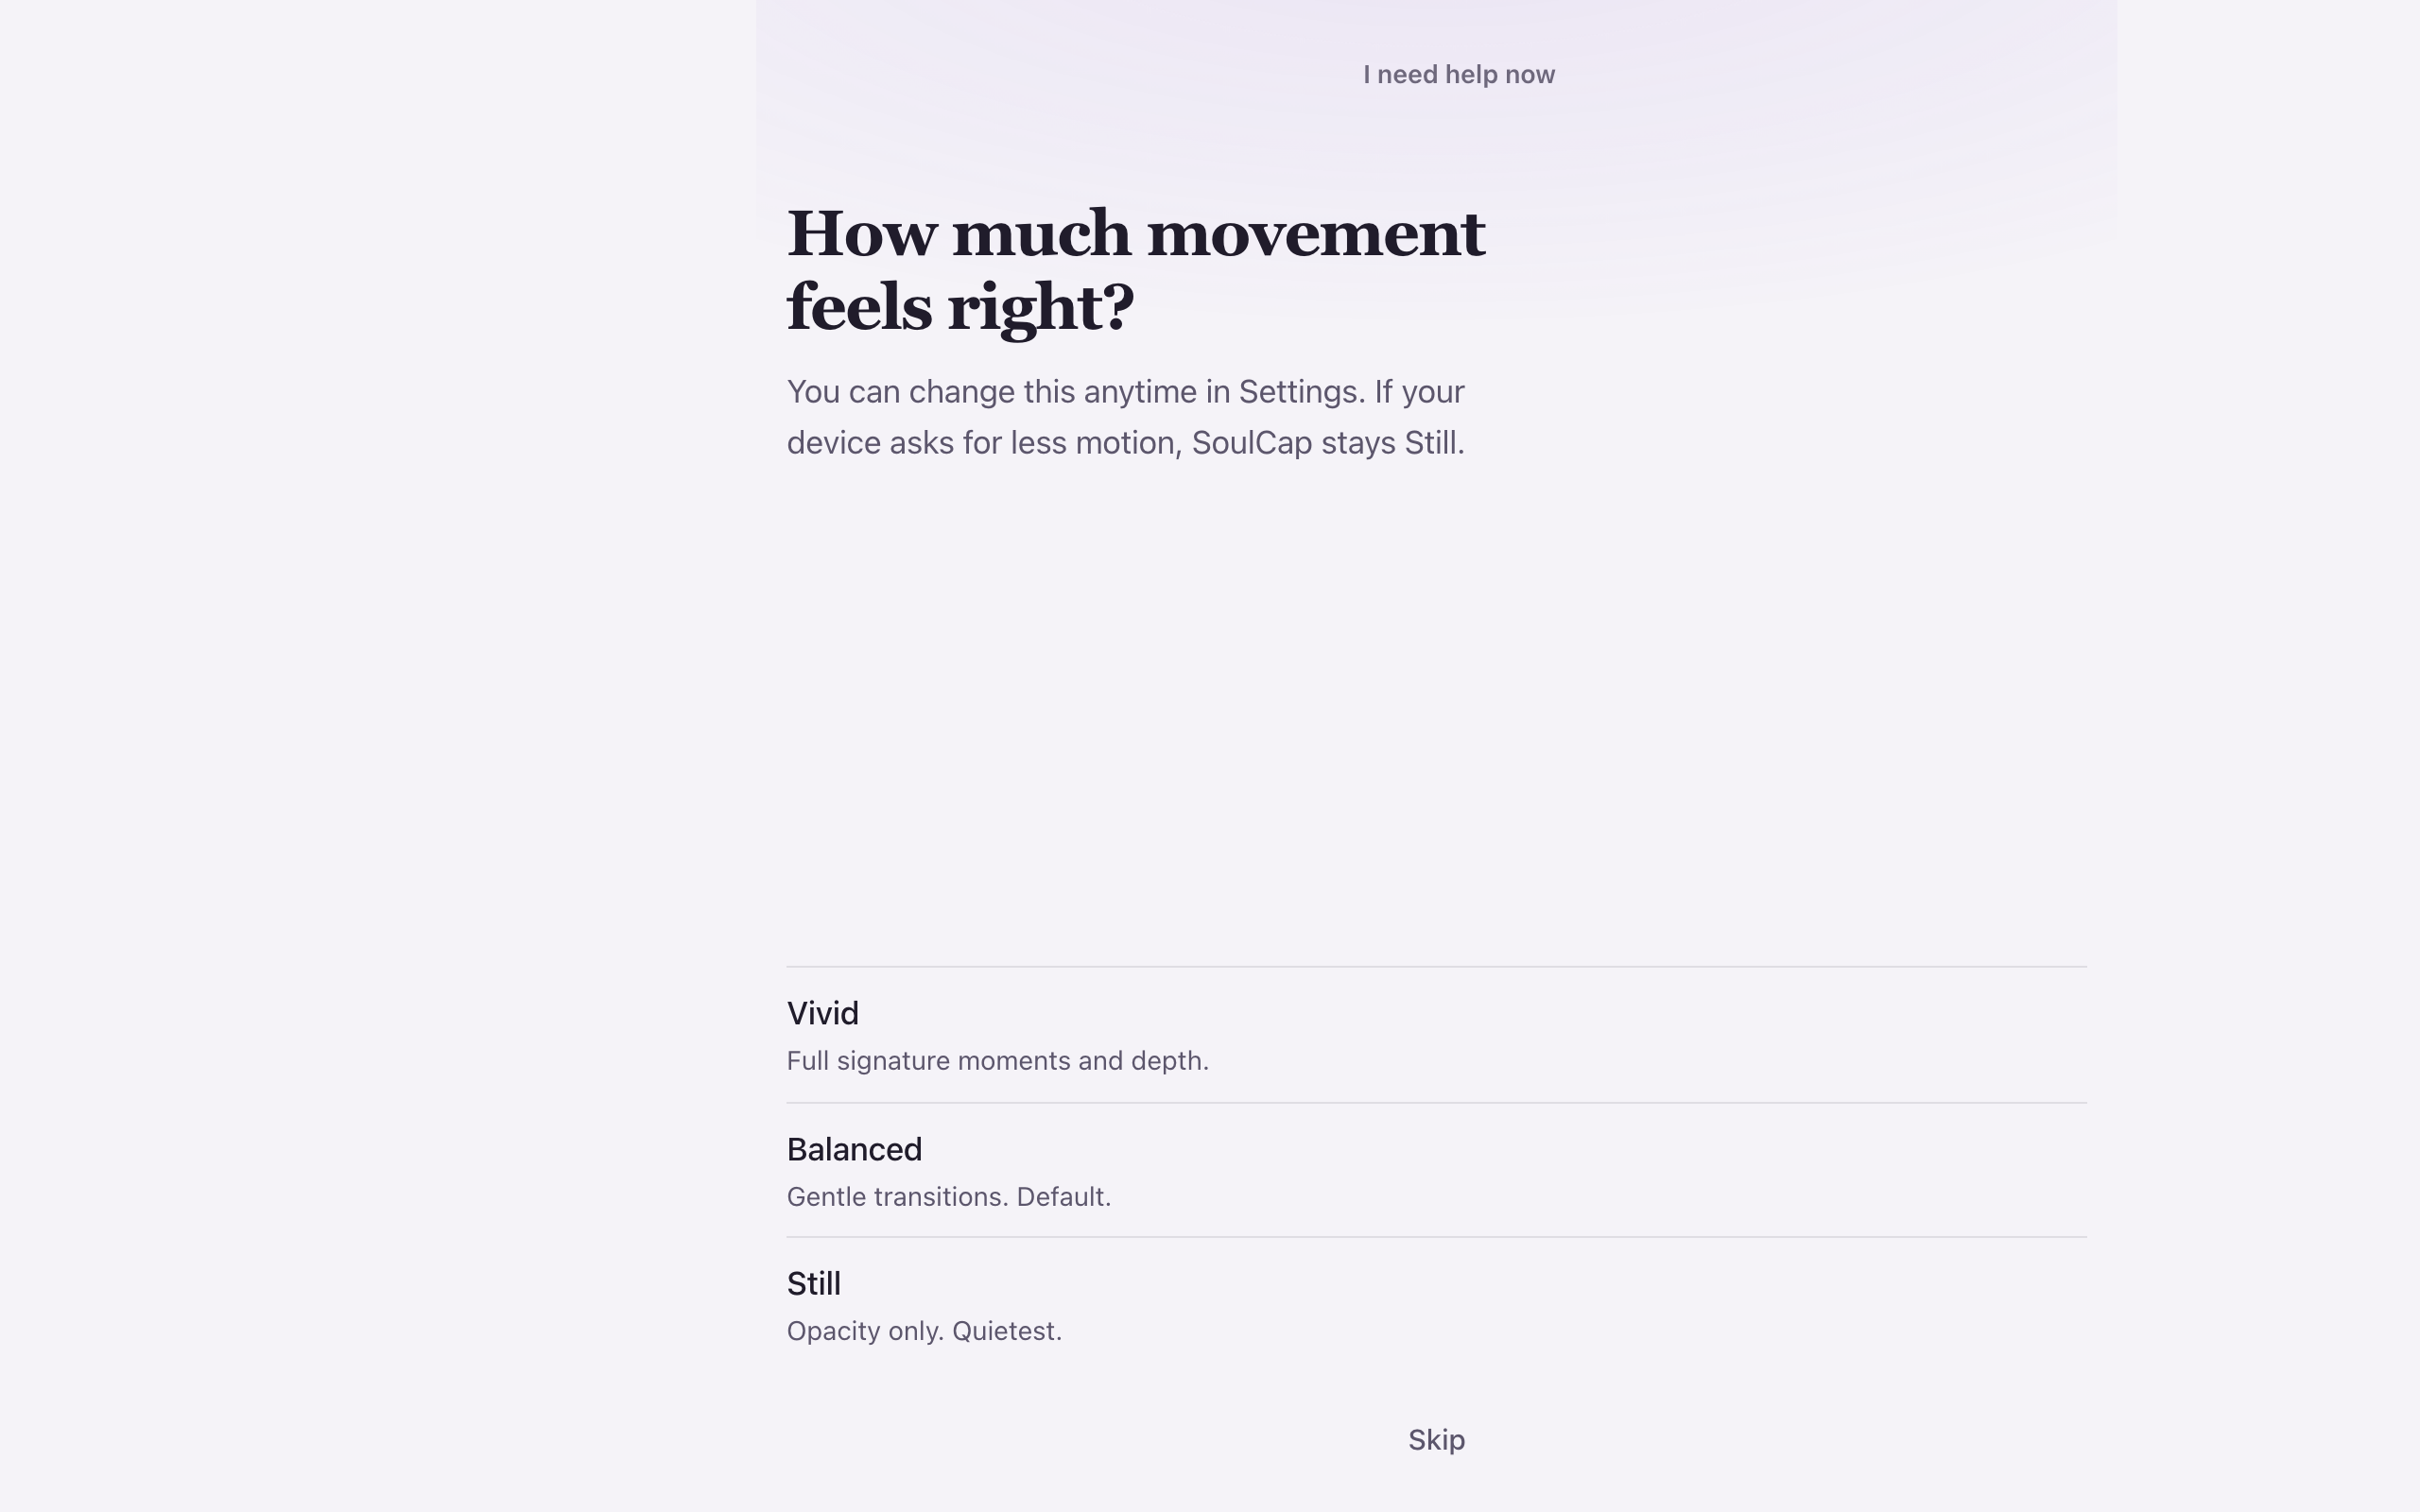 I need help now
How much movement
feels right?
You can change this anytime in Settings. If your
device asks for less motion, SoulCap stays Still.
Vivid
Full signature moments and depth.
Balanced
Gentle transitions. Default.
Still
Opacity only. Quietest.
Skip